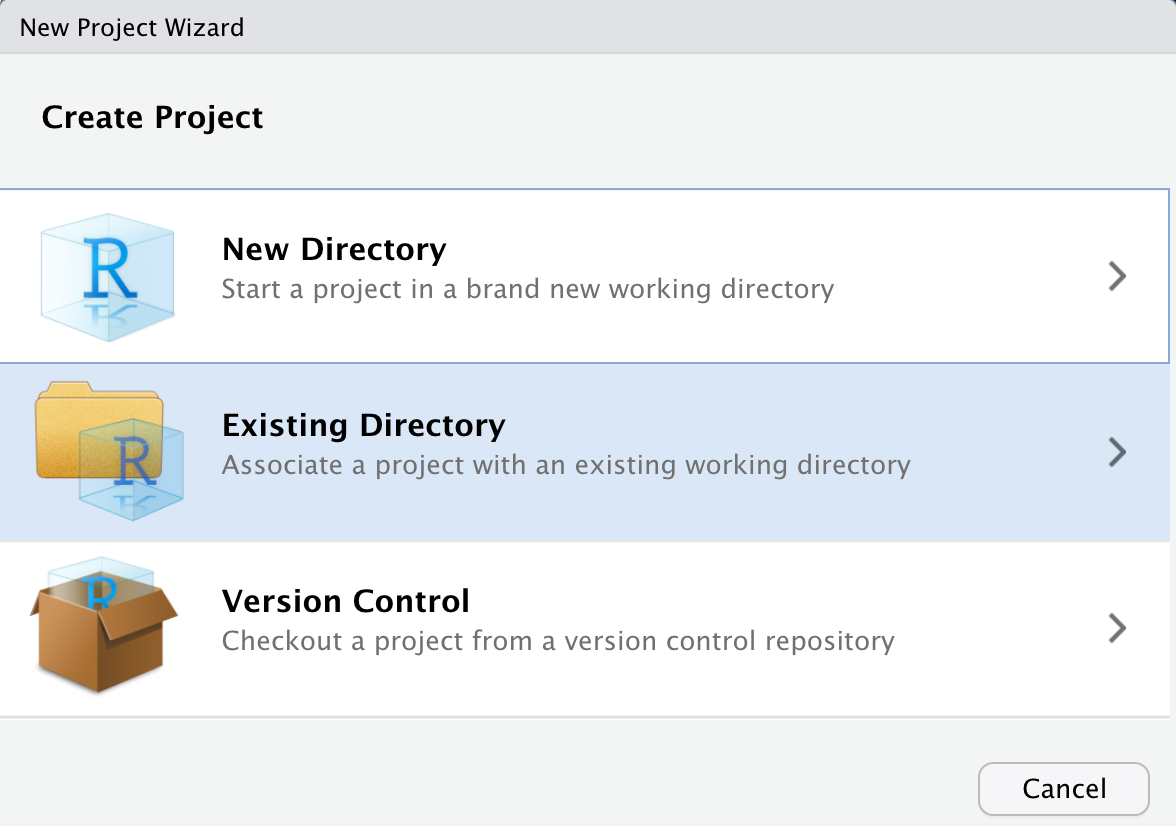 New Project Wizard
Create Project
R
New Directory
Start a project in a brand new working directory
R
Existing Directory
Associate a project with an existing working directory
R
Version Control
Checkout a project from a version control repository
Cancel